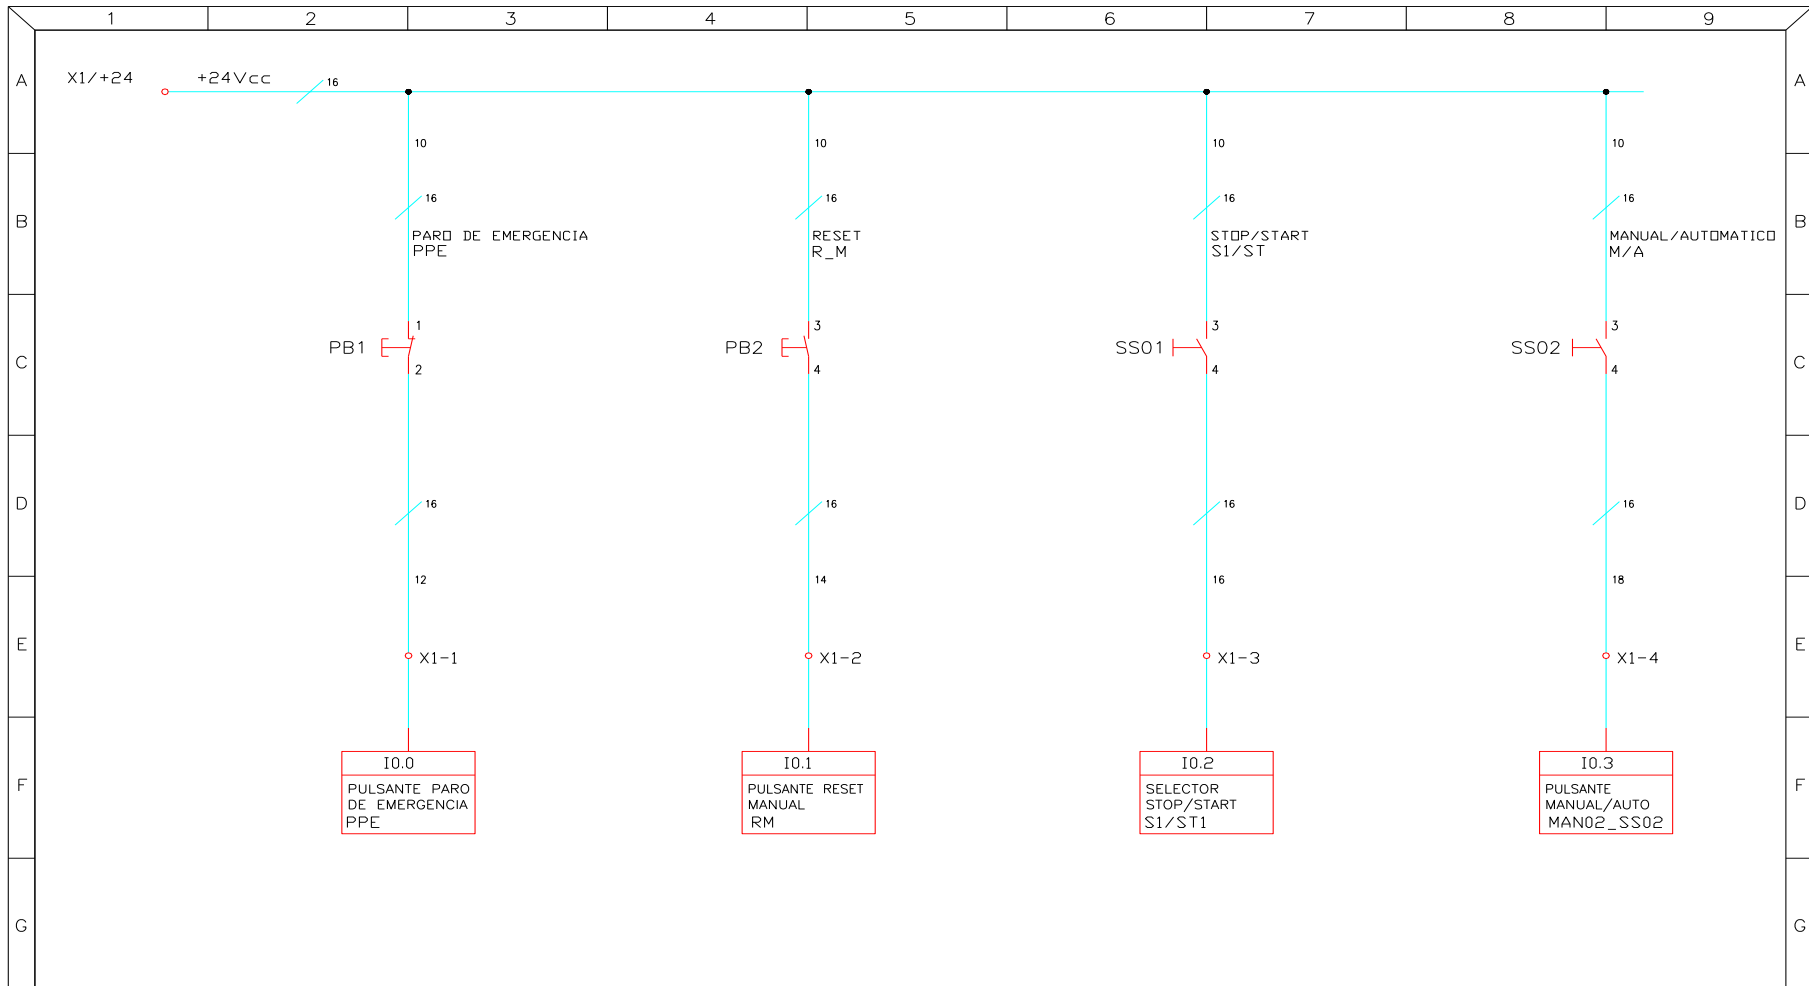 1 2 3 4 5 6 7 8 9
A X1/+24 +24Vcc 16 A
10 10 10 10
B 16 16 16 16 B
PARO DE EMERGENCIA RESET STOP/START MANUAL/AUTOMATICO
PPE R_M S1/ST M/A
1 3 3 3
C PB1 PB2 SS01 SS02 C
2 4 4 4
D 16 16 16 16 D
12 14 16 18
E X1-1 X1-2 X1-3 X1-4 E
I0.0
PULSANTE PARO
DE EMERGENCIA
PPE
I0.1
PULSANTE RESET
MANUAL
RM
I0.2
SELECTOR
STOP/START
S1/ST1
I0.3
PULSANTE
MANUAL/AUTO
MAN02_SS02
F F
G G